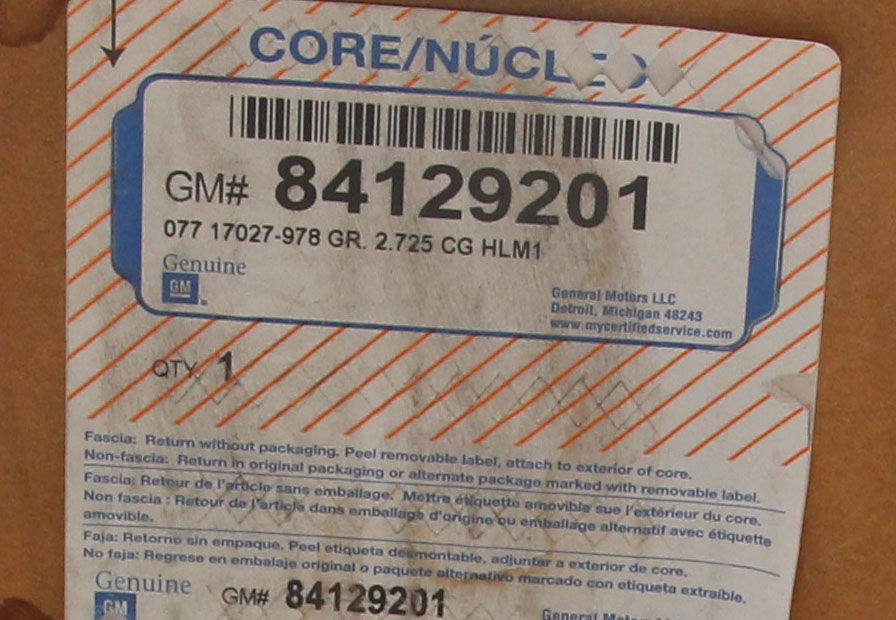 CORE/NÚCLEO
GM# 84129201
077 17027-978 GR. 2.725 CG HLM1
Genuine
GM
General Motors LLC
Detroit, Michigan 48243
www.mycertifiedservice.com
QTY. 1
Fascia: Return without packaging. Peel removable label, attach to exterior of core.
Non-fascia: Return in original packaging or alternate package marked with removable label.
Fascia: Retour de l'article sans emballage. Mettre étiquette amovible sue l'extérieur du core.
Non fascia : Retour de l'article dans emballage d'origine ou emballage alternatif avec étiquette
amovible.
Faja: Retorno sin empaque. Peel etiqueta desmontable, adjuntar a exterior de core.
No faja: Regrese en embalaje original o paquete alternativo marcado con etiqueta extraíble.
Genuine
GM
GM# 84129201
General